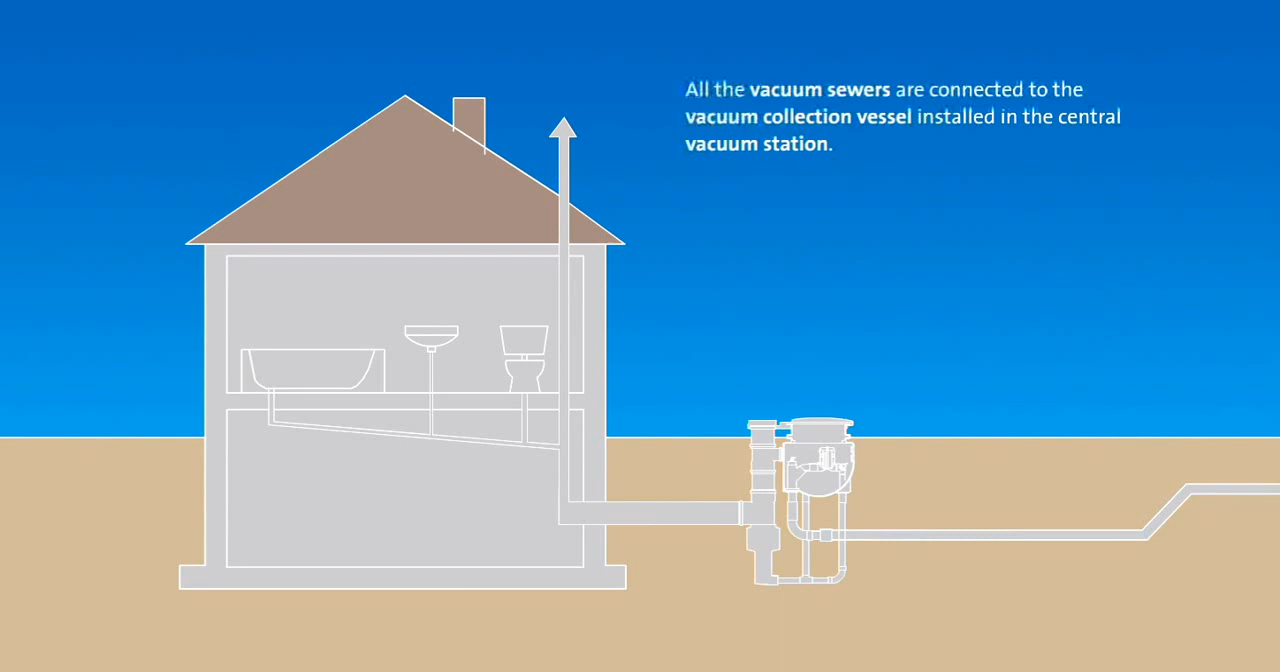 All the vacuum sewers are connected to the
vacuum collection vessel installed in the central
vacuum station.